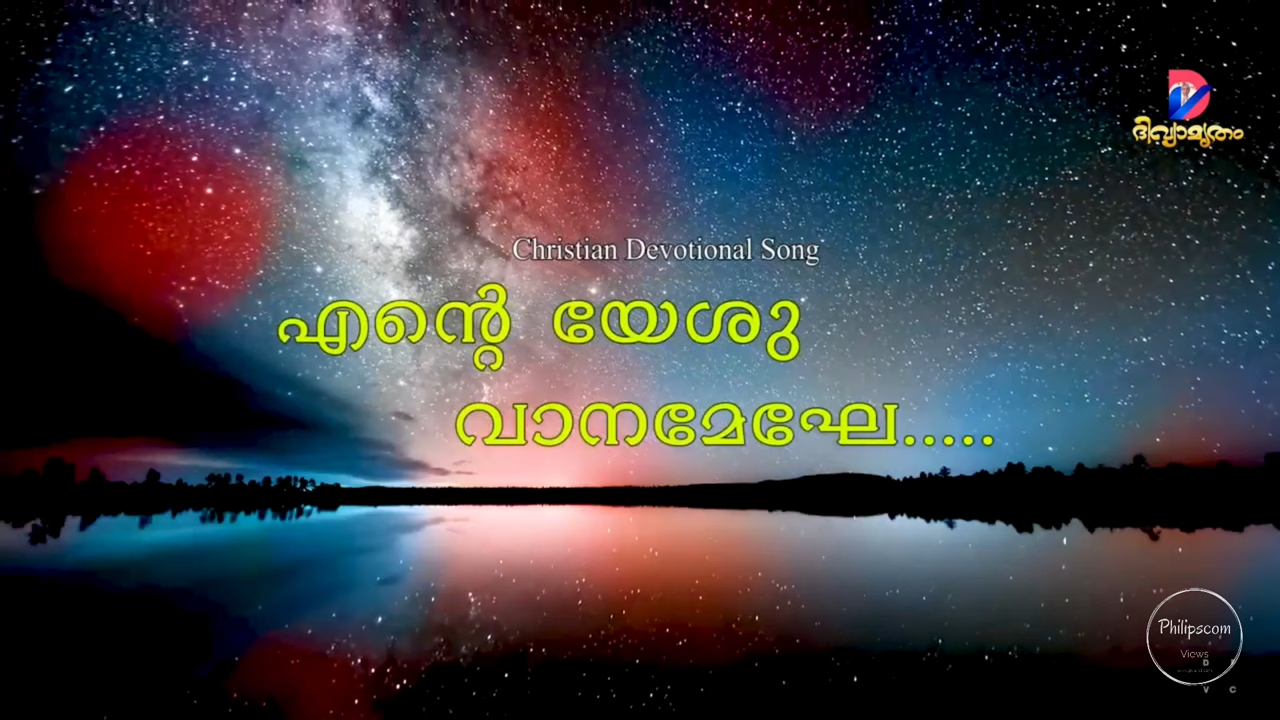 ദിവ്യാമൃതം
Christian Devotional Song
എന്റെ യേശു
വാനമേഘേ.....
Philipscom
Views
D
V C